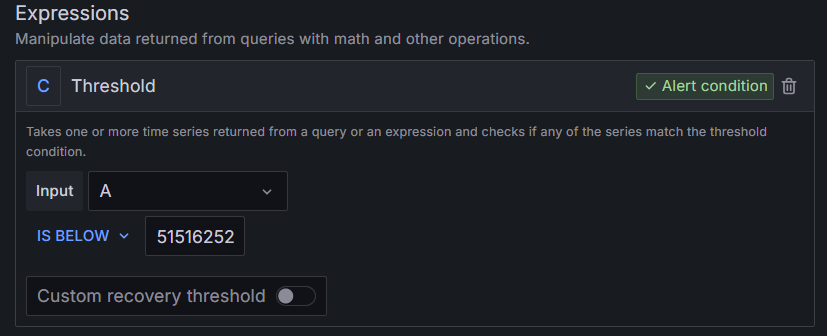 Expressions
Manipulate data returned from queries with math and other operations.
C Threshold Alert condition
Takes one or more time series returned from a query or an expression and checks if any of the series match the threshold
condition.
Input A
IS BELOW 51516252
Custom recovery threshold